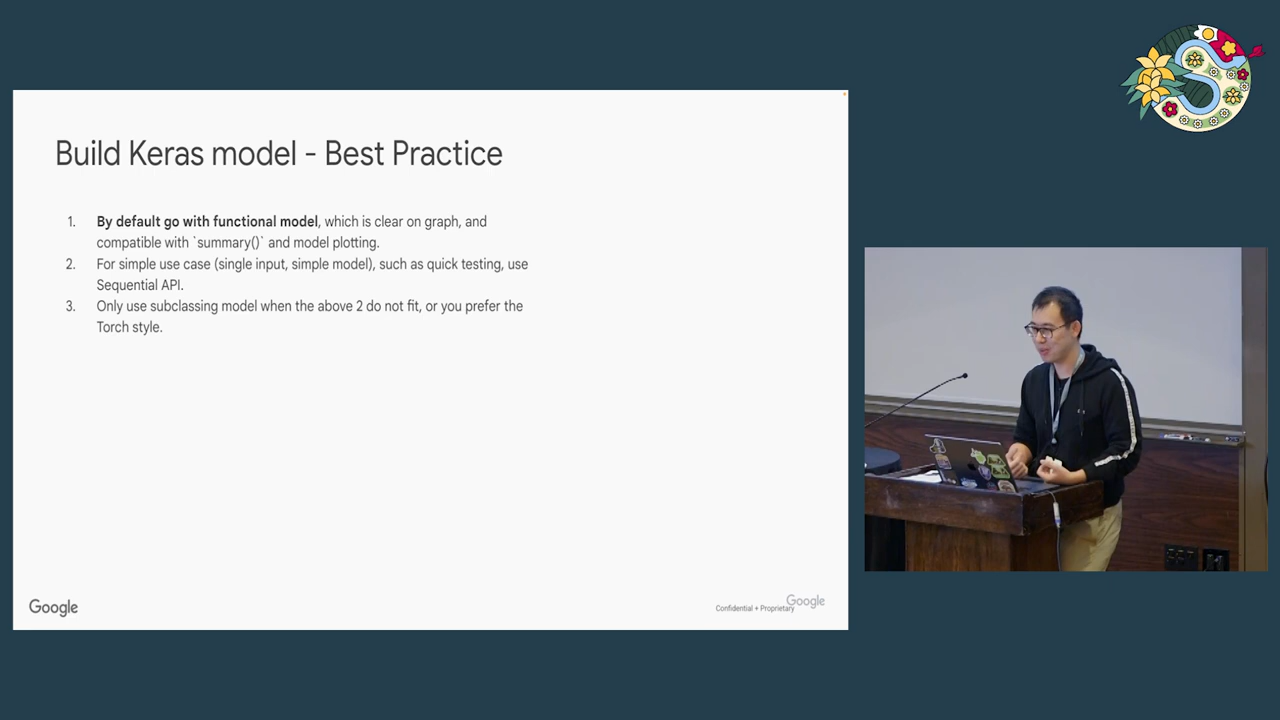 Build Keras model - Best Practice
1. By default go with functional model, which is clear on graph, and
compatible with `summary()` and model plotting.
2. For simple use case (single input, simple model), such as quick testing, use
Sequential API.
3. Only use subclassing model when the above 2 do not fit, or you prefer the
Torch style.
Google
Confidential + Proprietary
Google